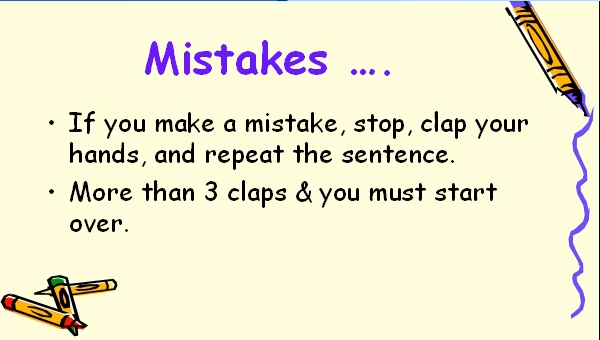 Mistakes ....
• If you make a mistake, stop, clap your
hands, and repeat the sentence.
• More than 3 claps & you must start
over.